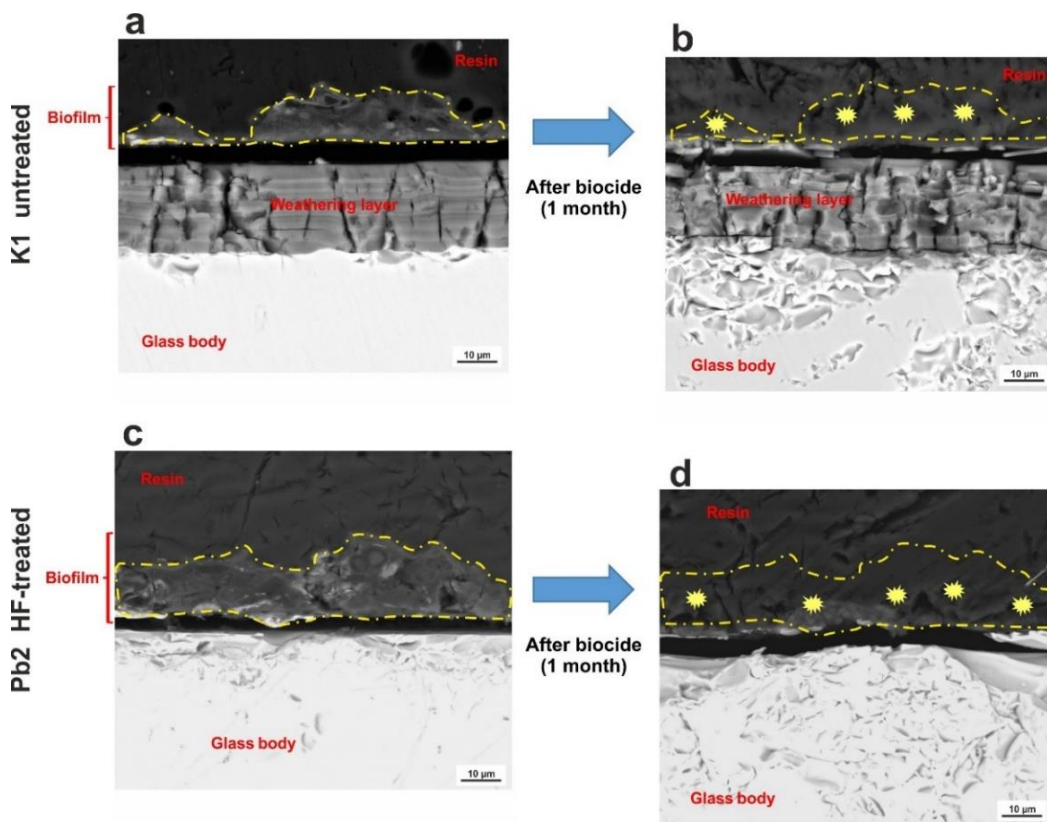 a
b
K1 untreated
Biofilm
Resin
Weathering layer
Glass body
10 µm
After biocide
(1 month)
Resin
Weathering layer
Glass body
10 µm
c
d
Pb2 HF-treated
Biofilm
Resin
Glass body
10 µm
After biocide
(1 month)
Resin
Glass body
10 µm